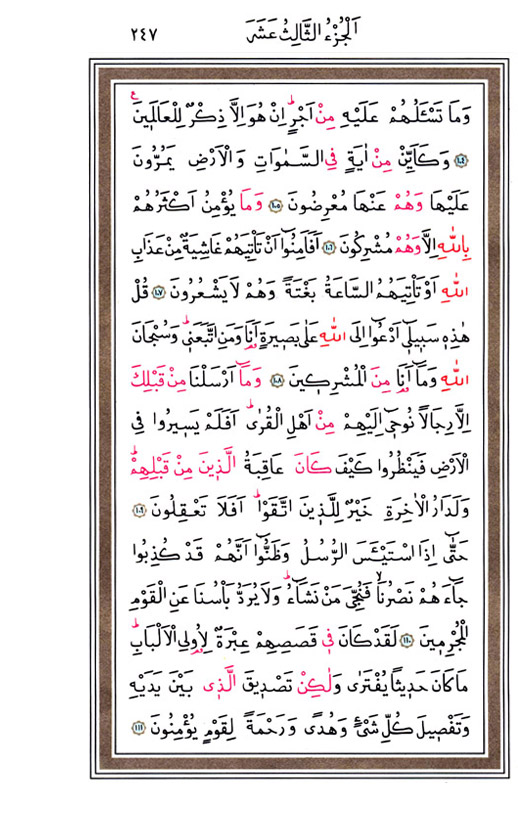 اَلْجُزْءُ الثَّالِثُ عَشَرَ ٢٤٧
وَمَا تَسْـَٔلُهُمْ عَلَيْهِ مِنْ اَجْرٍۜ اِنْ هُوَ اِلَّا ذِكْرٌ لِلْعَالَم۪ينَ
﴿١٠٤﴾ وَكَاَيِّنْ مِنْ اٰيَةٍ فِي السَّمٰوَاتِ وَالْاَرْضِ يَمُرُّونَ
عَلَيْهَا وَهُمْ عَنْهَا مُعْرِضُونَ ﴿١٠٥﴾ وَمَا يُؤْمِنُ اَكْثَرُهُمْ
بِاللّٰهِ اِلَّا وَهُمْ مُشْرِكُونَ ﴿١٠٦﴾ اَفَاَمِنُٓوا اَنْ تَأْتِيَهُمْ غَاشِيَةٌ مِنْ عَذَابِ
اللّٰهِ اَوْ تَأْتِيَهُمُ السَّاعَةُ بَغْتَةً وَهُمْ لَا يَشْعُرُونَ ﴿١٠٧﴾ قُلْ
هٰذِه۪ سَب۪يل۪ٓي اَدْعُٓوا اِلَى اللّٰهِ عَلٰى بَص۪يرَةٍ اَنَا۬ وَمَنِ اتَّبَعَن۪يۜ وَسُبْحَانَ
اللّٰهِ وَمَٓا اَنَا۬ مِنَ الْمُشْرِك۪ينَ ﴿١٠٨﴾ وَمَٓا اَرْسَلْنَا مِنْ قَبْلِكَ
اِلَّا رِجَالًا نُوح۪ٓي اِلَيْهِمْ مِنْ اَهْلِ الْقُرٰىۜ اَفَلَمْ يَس۪يرُوا فِي
الْاَرْضِ فَيَنْظُرُوا كَيْفَ كَانَ عَاقِبَةُ الَّذ۪ينَ مِنْ قَبْلِهِمْۜ
وَلَدَارُ الْاٰخِرَةِ خَيْرٌ لِلَّذ۪ينَ اتَّقَوْاۜ اَفَلَا تَعْقِلُونَ ﴿١٠٩﴾
حَتّٰٓى اِذَا اسْتَيْـَٔسَ الرُّسُلُ وَظَنُّٓوا اَنَّهُمْ قَدْ كُذِبُوا
جَٓاءَهُمْ نَصْرُنَاۙ فَنُجِّيَ مَنْ نَشَٓاءُۜ وَلَا يُرَدُّ بَأْسُنَا عَنِ الْقَوْمِ
الْمُجْرِم۪ينَ ﴿١١٠﴾ لَقَدْ كَانَ ف۪ي قَصَصِهِمْ عِبْرَةٌ لِاُو۬لِي الْاَلْبَابِۜ
مَا كَانَ حَد۪يثًا يُفْتَرٰى وَلٰكِنْ تَصْد۪يقَ الَّذ۪ي بَيْنَ يَدَيْهِ
وَتَفْص۪يلَ كُلِّ شَيْءٍ وَهُدًى وَرَحْمَةً لِقَوْمٍ يُؤْمِنُونَ ﴿١١١﴾